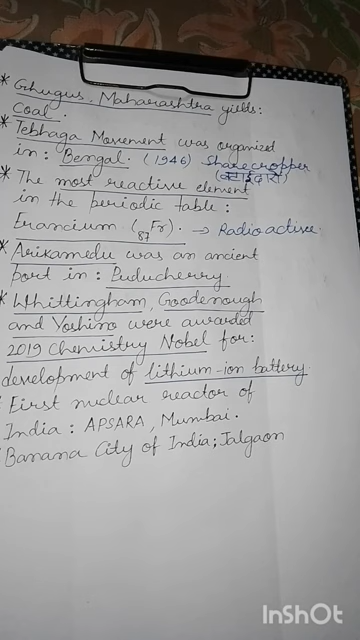 * Ghugus, Maharashtra yields:
Coal.
* Tebhaga Movement was organized
in : Bengal. (1946) Sharecropper
* The most reactive element
in the periodic table :
Francium (87Fr). → Radioactive
* Arikamedu was an ancient
port in : Puducherry
* Whittingham, Goodenough
and Yoshino were awarded
2019 Chemistry Nobel for:
development of lithium-ion battery.
First nuclear reactor of
India : APSARA, Mumbai.
Banana City of India; Jalgaon
InShOt